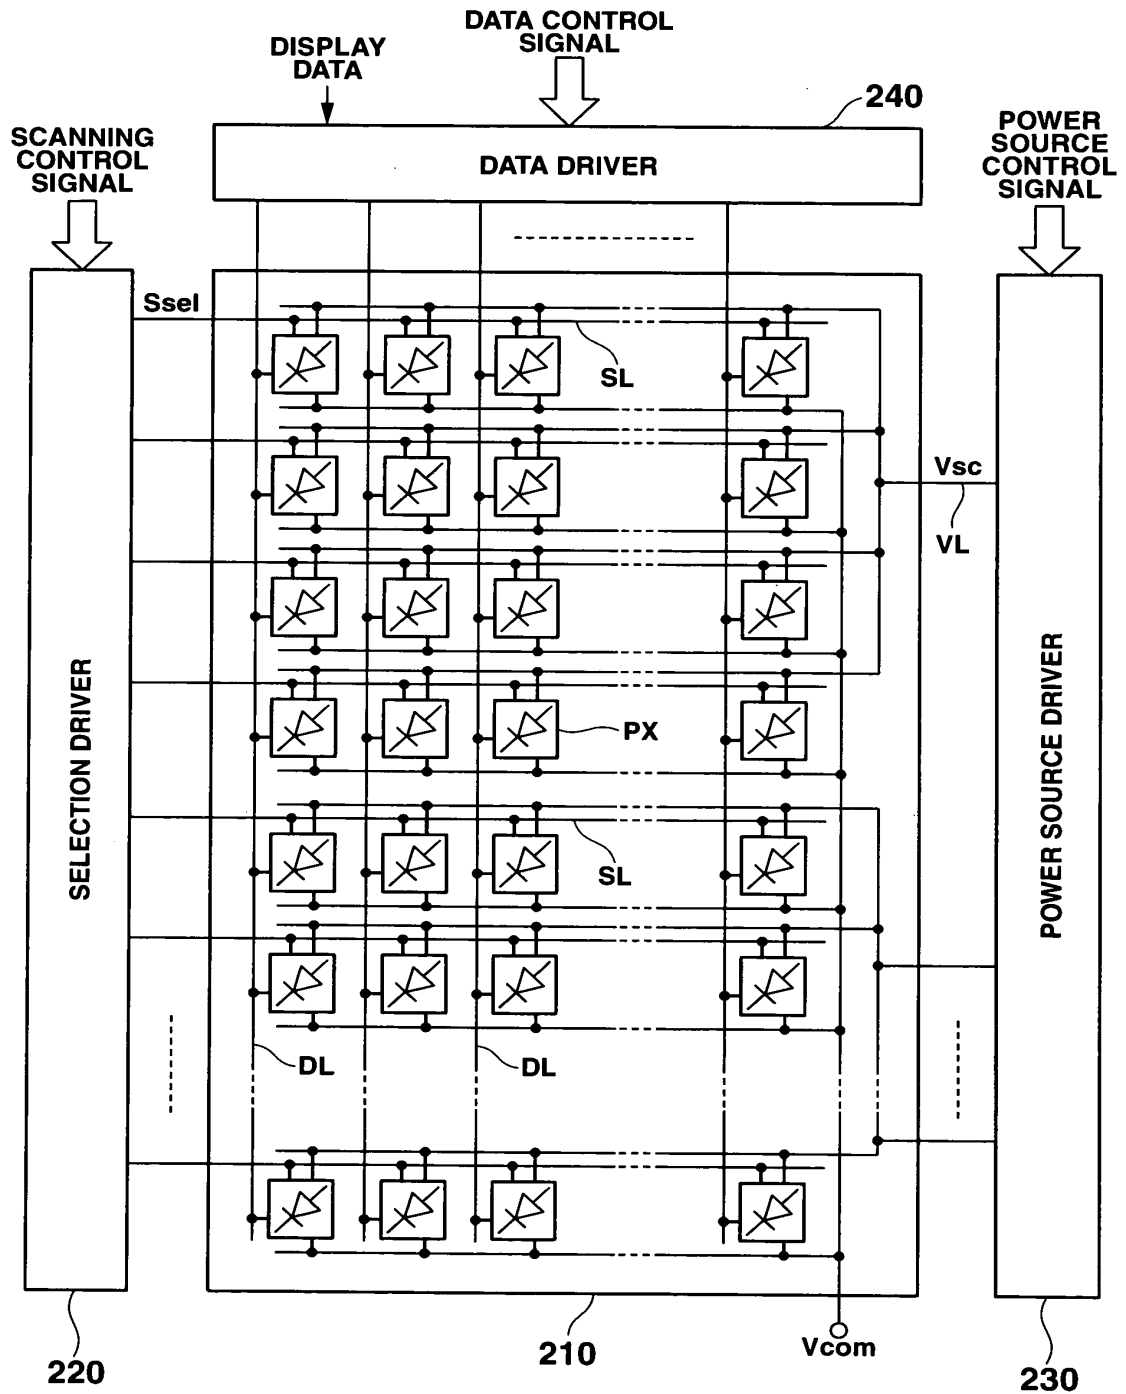 DATA CONTROL
SIGNAL
DISPLAY
DATA
240
SCANNING
CONTROL
SIGNAL
POWER
SOURCE
CONTROL
SIGNAL
DATA DRIVER
Ssel
SL
Vsc
VL
SELECTION DRIVER
POWER SOURCE DRIVER
PX
SL
DL
DL
Vcom
210
220
230